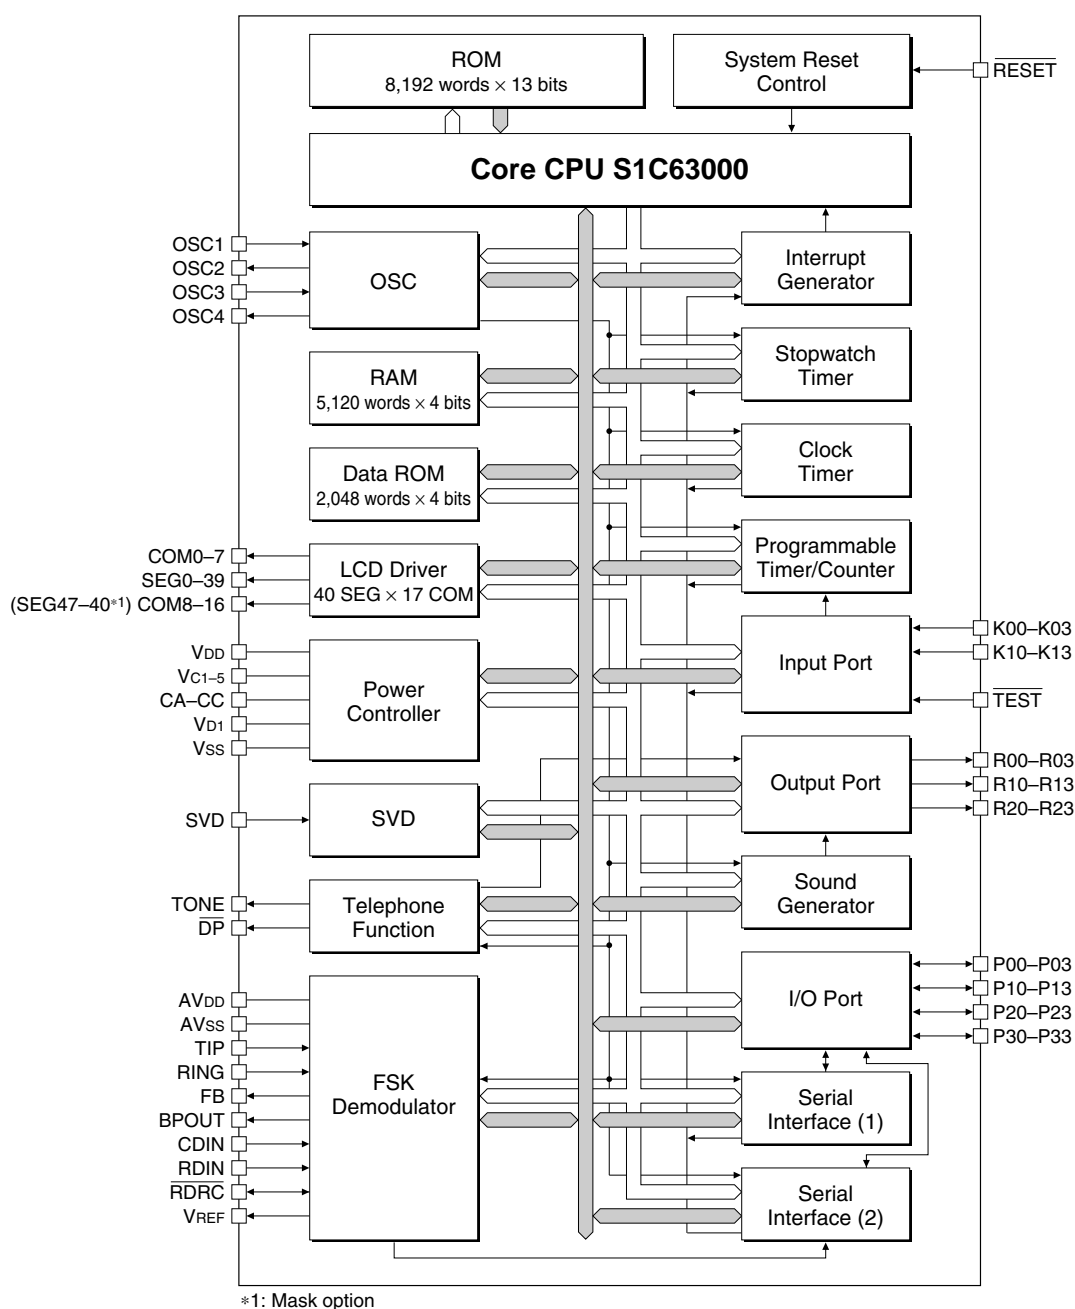 ROM
8,192 words × 13 bits
System Reset
Control
RESET
Core CPU S1C63000
OSC1
OSC2
OSC3
OSC4
OSC
Interrupt
Generator
RAM
5,120 words × 4 bits
Stopwatch
Timer
Data ROM
2,048 words × 4 bits
Clock
Timer
COM0–7
SEG0–39
(SEG47–40*1) COM8–16
LCD Driver
40 SEG × 17 COM
Programmable
Timer/Counter
VDD
VC1–5
CA–CC
VD1
VSS
Power
Controller
Input Port
K00–K03
K10–K13
TEST
SVD
SVD
Output Port
R00–R03
R10–R13
R20–R23
TONE
DP
Telephone
Function
Sound
Generator
I/O Port
P00–P03
P10–P13
P20–P23
P30–P33
AVDD
AVSS
TIP
RING
FB
BPOUT
CDIN
RDIN
RDRC
VREF
FSK
Demodulator
Serial
Interface (1)
Serial
Interface (2)
*1: Mask option